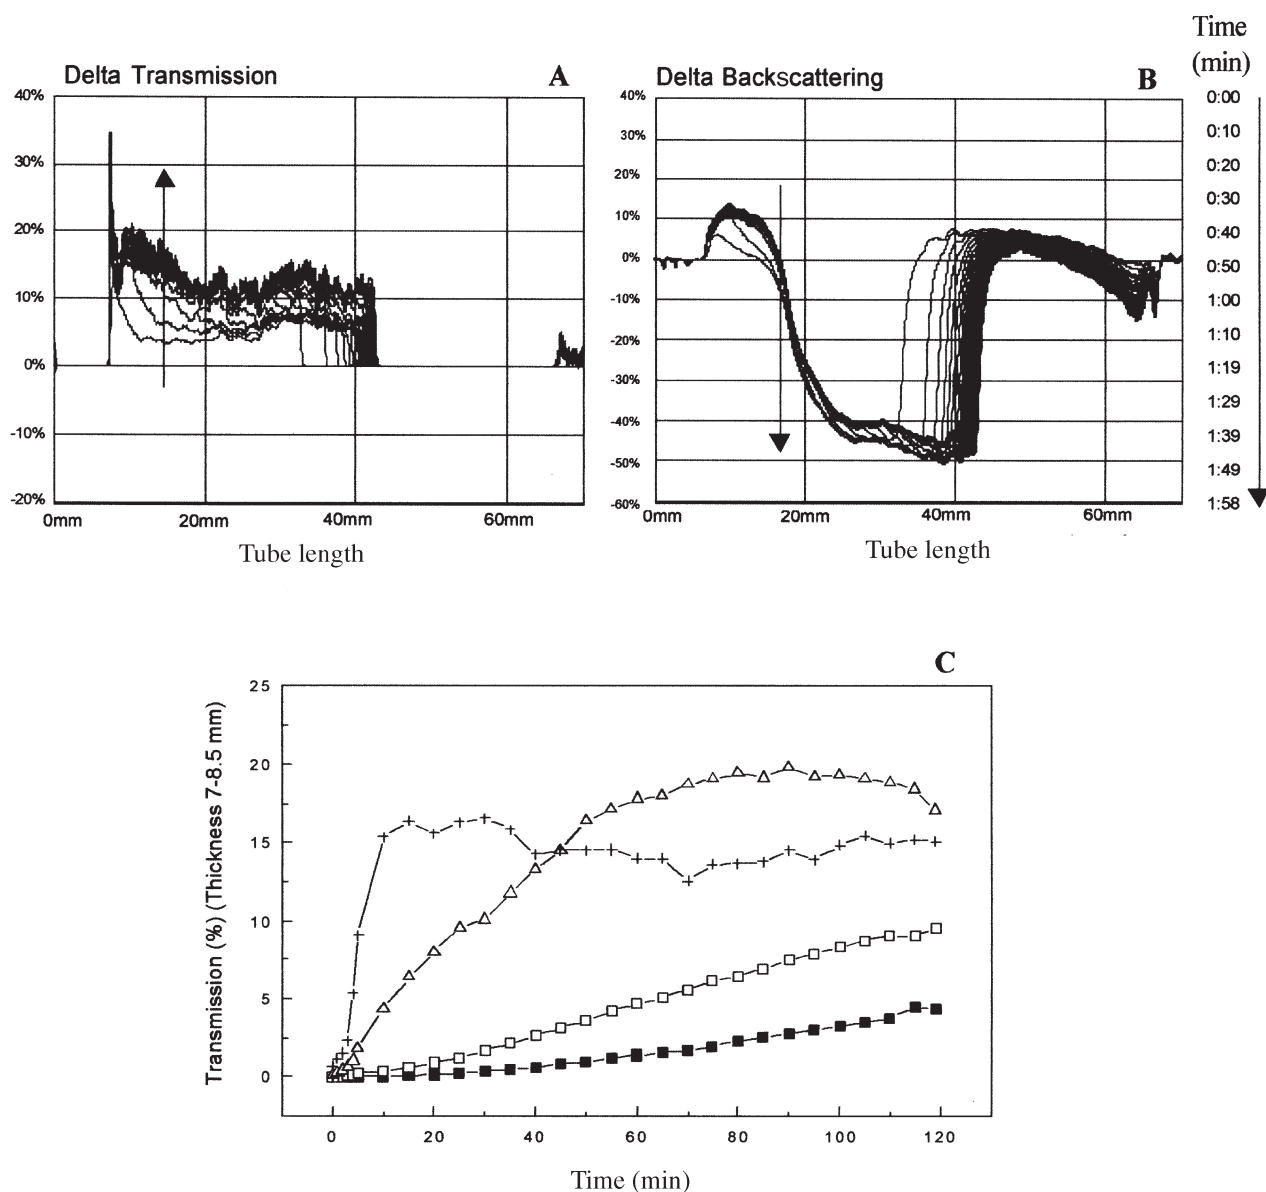 Delta Transmission
A
40%
30%
20%
10%
0%
-10%
-20%
0mm
20mm
40mm
60mm
Tube length
Delta Backscattering
B
40%
30%
20%
10%
0%
-10%
-20%
-30%
-40%
-50%
-60%
0mm
20mm
40mm
60mm
Tube length
Time
(min)
0:00
0:10
0:20
0:30
0:40
0:50
1:00
1:10
1:19
1:29
1:39
1:49
1:58
C
Transmission (%) (Thickness 7-8.5 mm)
25
20
15
10
5
0
0
20
40
60
80
100
120
Time (min)